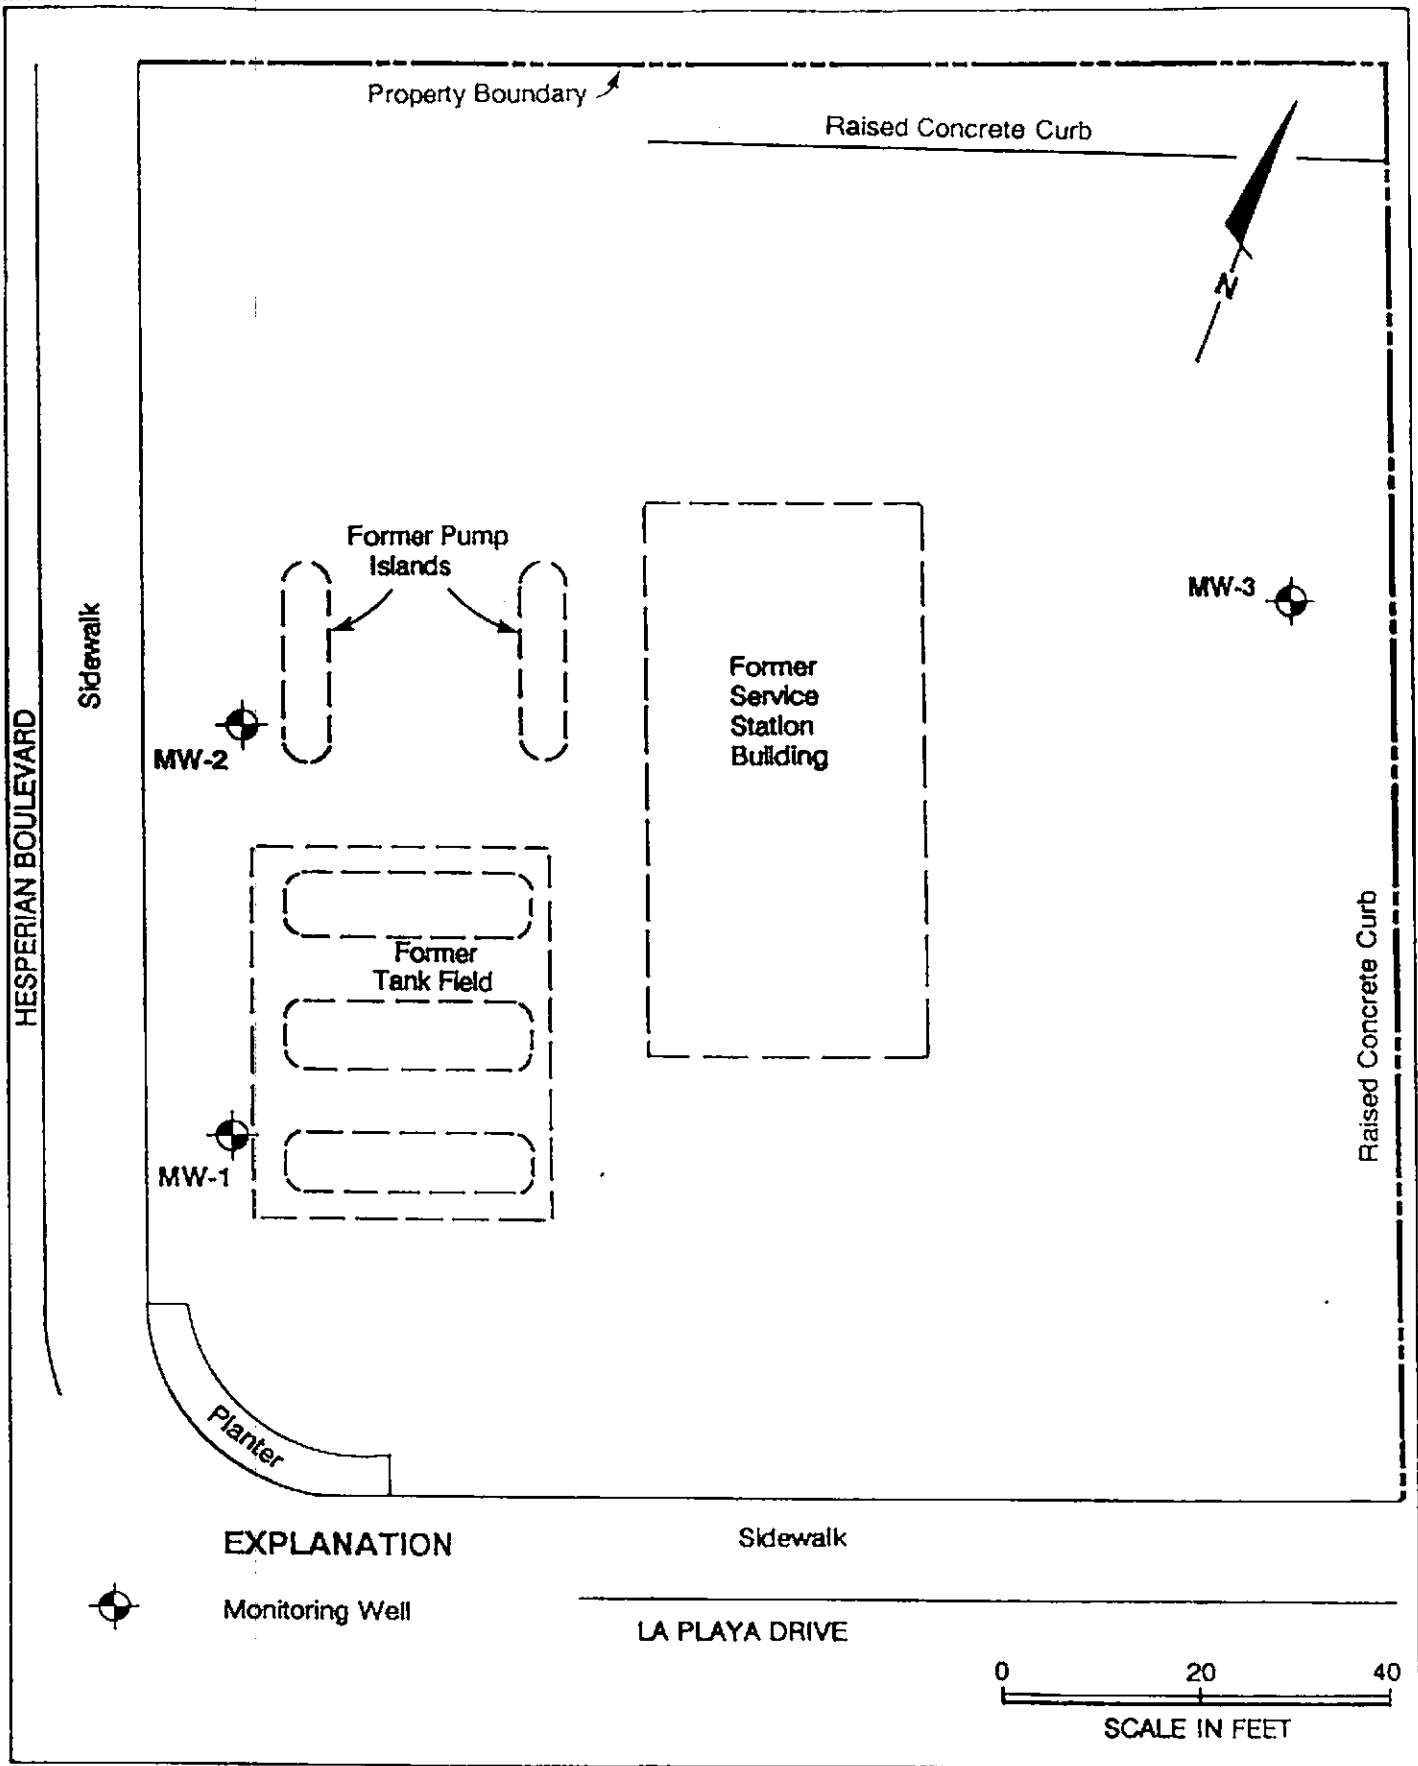 Property Boundary
Raised Concrete Curb
N
Former Pump
Islands
MW-3
Sidewalk
Former
Service
Station
Building
MW-2
HESPERIAN BOULEVARD
Former
Tank Field
Raised Concrete Curb
MW-1
Planter
EXPLANATION
Sidewalk
Monitoring Well
LA PLAYA DRIVE
0 20 40
SCALE IN FEET